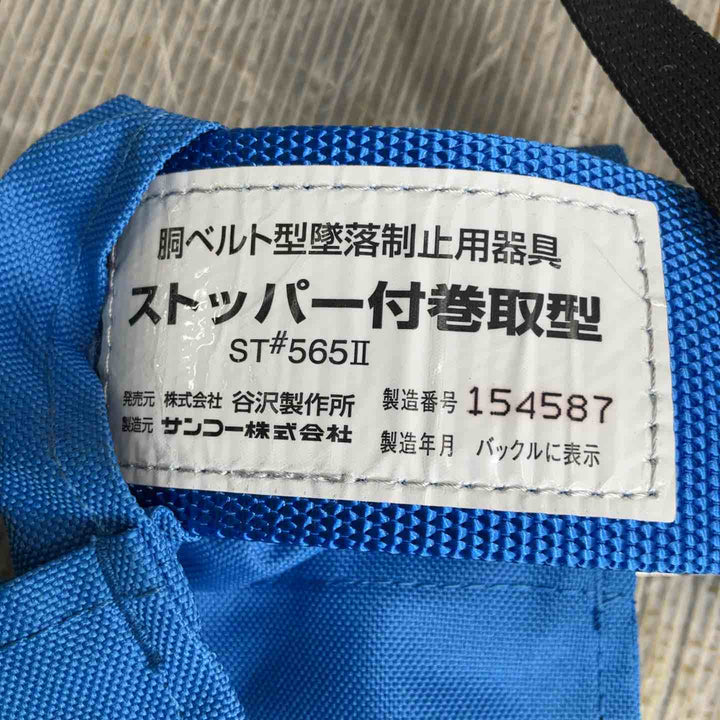 胴ベルト型墜落制止用器具
ストッパー付巻取型
ST#565Ⅱ
発売元 株式会社 谷沢製作所
製造元 サンコー株式会社
製造番号 154587
製造年月 バックルに表示